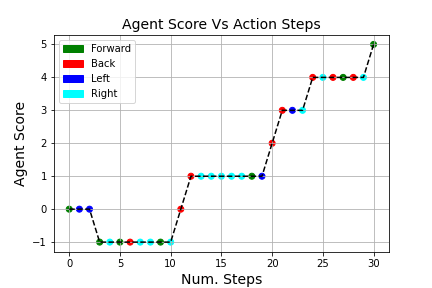 Agent Score Vs Action Steps
Agent Score
5
4
3
2
1
0
−1
Forward
Back
Left
Right
0 5 10 15 20 25 30
Num. Steps